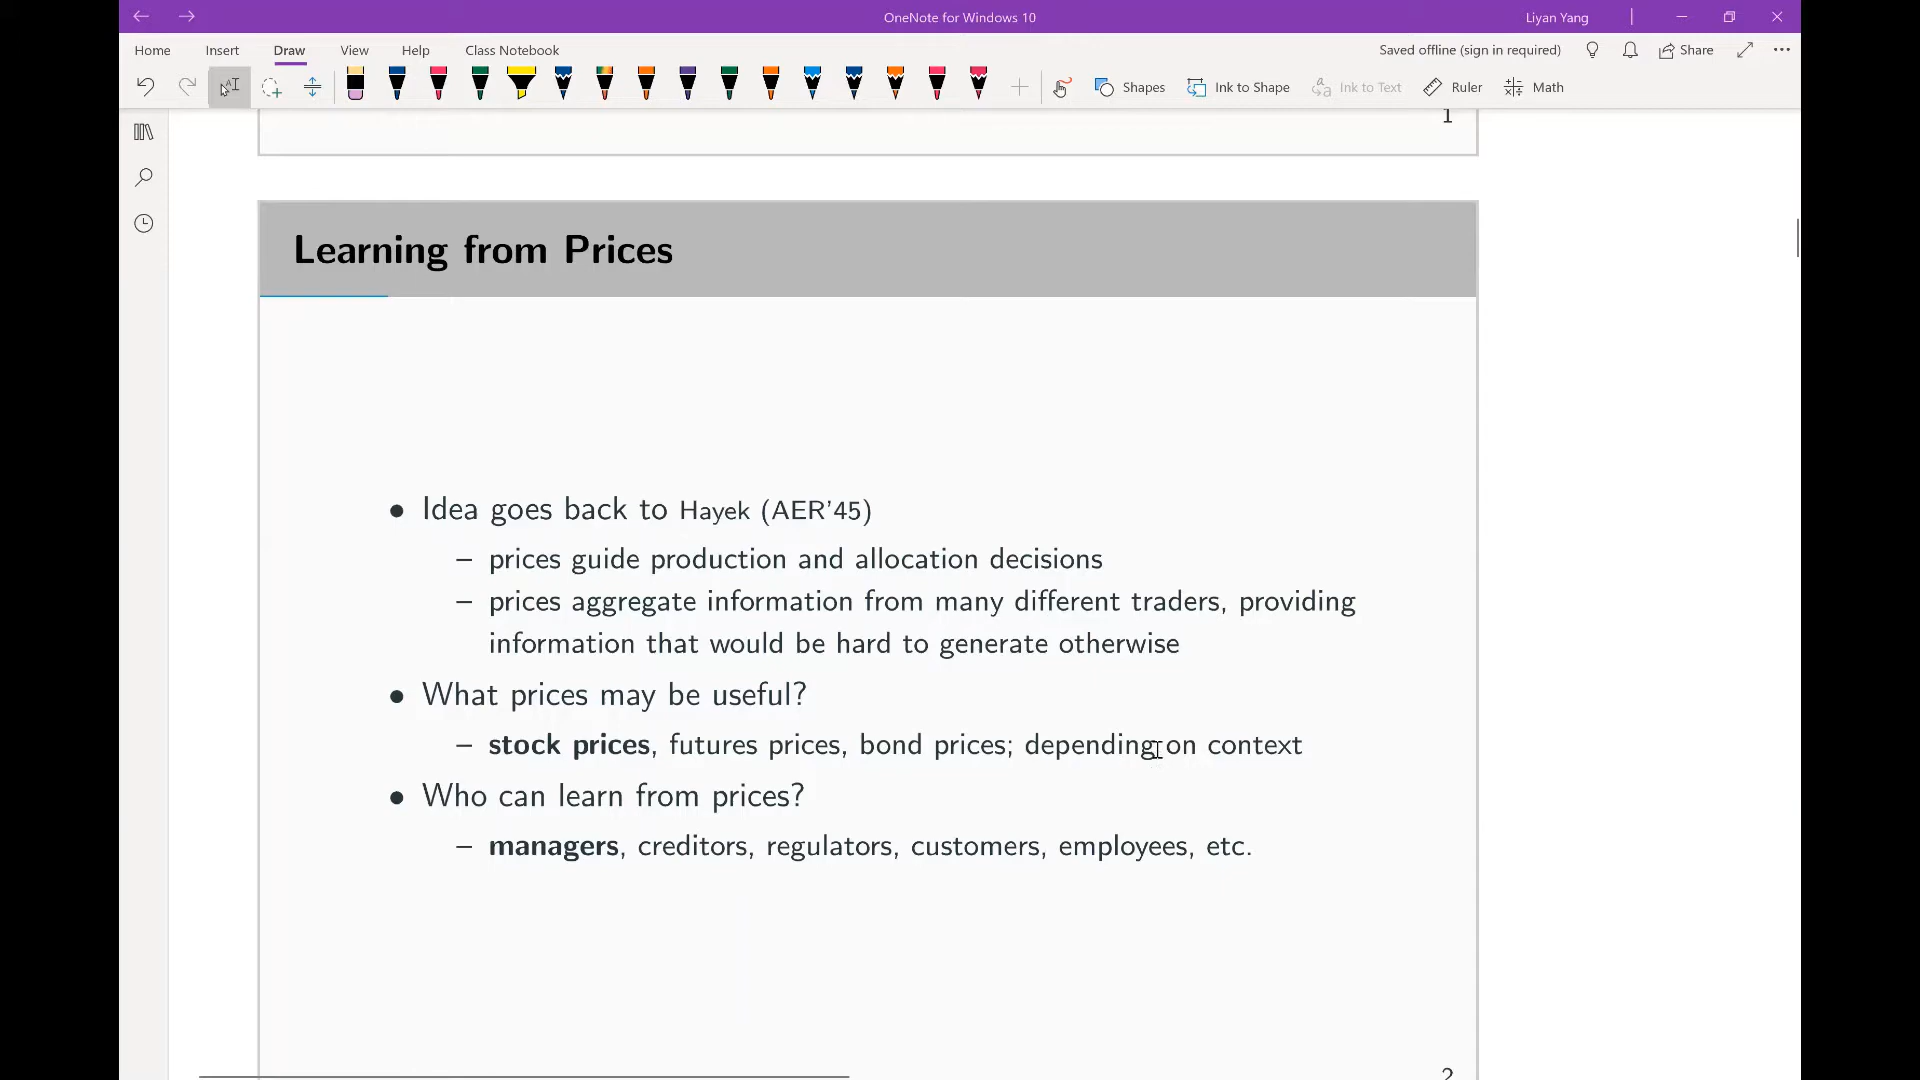 OneNote for Windows 10
Liyan Yang
Home Insert Draw View Help Class Notebook
Saved offline (sign in required)
Share
Shapes Ink to Shape Ink to Text Ruler Math
1
Learning from Prices
• Idea goes back to Hayek (AER'45)
– prices guide production and allocation decisions
– prices aggregate information from many different traders, providing
information that would be hard to generate otherwise
• What prices may be useful?
– stock prices, futures prices, bond prices; depending on context
• Who can learn from prices?
– managers, creditors, regulators, customers, employees, etc.
2